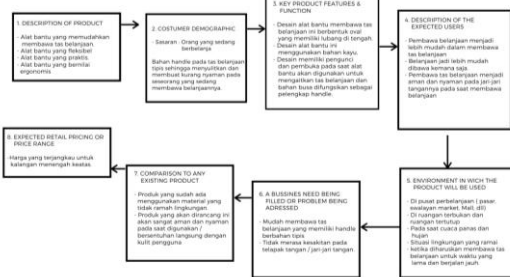 1. DESCRIPTION OF PRODUCT
- Alat bantu yang memudahkan
membawa tas belanjaan.
- Alat bantu yang fleksibel
- Alat bantu yang praktis
- Alat bantu yang bernilai
ergonomis
2. COSTUMER DEMOGRAPHIC
- Sasaran : Orang yang sedang
berbelanja
Bahan handle pada tas belanjaan
tipis sehingga menyulitkan dan
membuat kurang nyaman pada
seseorang yang sedang
membawa belanjaannya.
3. KEY PRODUCT FEATURES &
FUNCTION
- Desain alat bantu membawa tas
belanjaan ini berbentuk oval
yang memiliki lubang di tengah.
- Desain alat bantu ini
menggunakan bahan kayu.
- Desain memiliki pengunci
dan pembuka pada saat alat
bantu akan digunakan untuk
mengaitkan tas belanjaan dan
bahan busa difungsikan sebagai
pelengkap handle.
4. DESCRIPTION OF THE
EXPECTED USERS
- Pembawa belanjaan menjadi
lebih mudah dalam membawa
tas belanjaan
- Belanjaan jadi lebih mudah
dibawa kemana saja.
- Pembawa tas belanjaan menjadi
aman dan nyaman pada jari jari
tangannya pada saat membawa
belanjaan
8. EXPECTED RETAIL PRICING OR
PRICE RANGE
-Harga yang terjangkau untuk
kalangan menengah keatas.
7. COMPARISON TO ANY
EXISTING PRODUCT
- Produk yang sudah ada
menggunakan material yang
tidak ramah lingkungan
- Produk yang akan dirancang ini
akan sangat aman dan nyaman
pada saat digunakan /
bersentuhan langsung dengan
kulit pengguna
6. A BUSSINES NEED BEING
FILLED OR PROBLEM BEING
ADRESSED
- Mudah membawa tas
belanjaan yang memiliki handle
berbahan tipis
- Tidak merasa kesakitan pada
telapak tangan / jari jari tangan.
5. ENVIRONMENT IN WICH THE
PRODUCT WILL BE USED
- Di pusat perbelanjaan ( pasar,
swalayan market, Mall, dll)
- Di ruangan terbukan dan
ruangan tertutup
- Pada saat cuaca panas dan
hujan
- Situasi lingkungan yang ramai
- ketika diharuskan membawa tas
belanjaan untuk waktu yang
lama dan berjalan jauh.